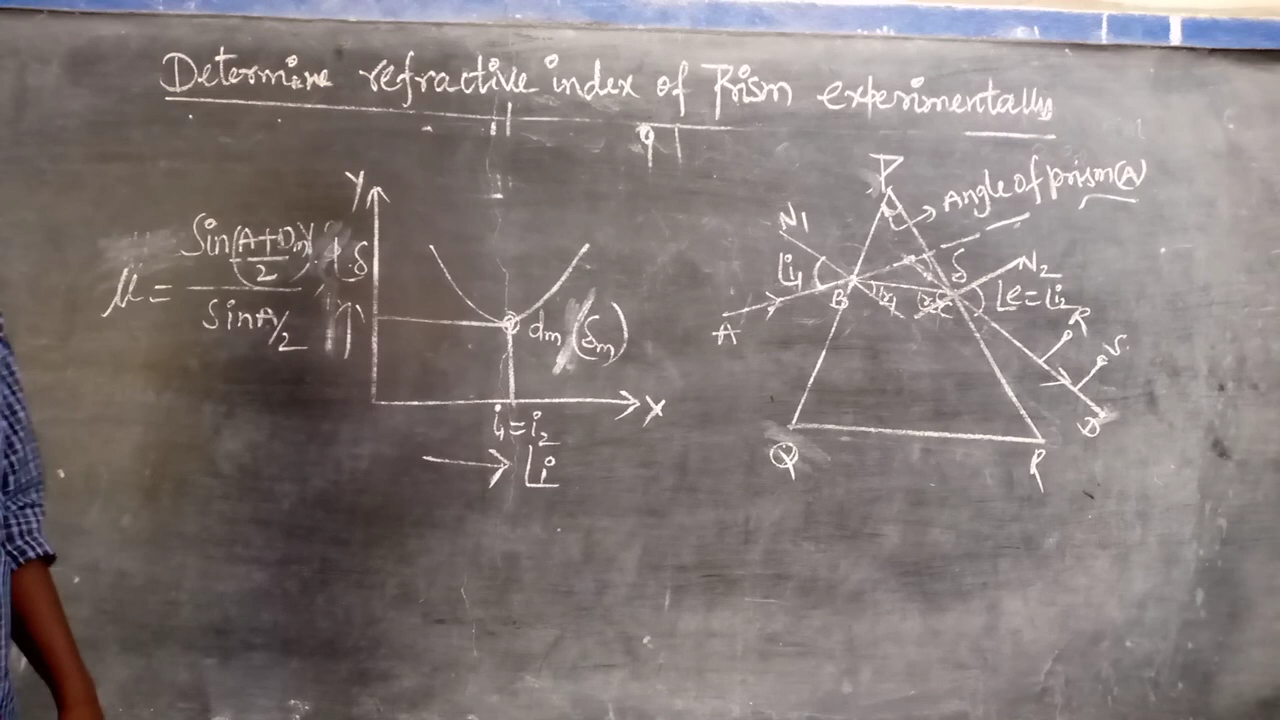 Determine refractive index of Prism experimentally
μ = Sin(A+Dm/2) / SinA/2
Y
δ
dm (δm)
X
i1 = i2
∠i
P
Angle of prism(A)
N1
∠i1
B
A
r1
r2
C
δ
N2
∠e = ∠i2
R
V
D
Q
R